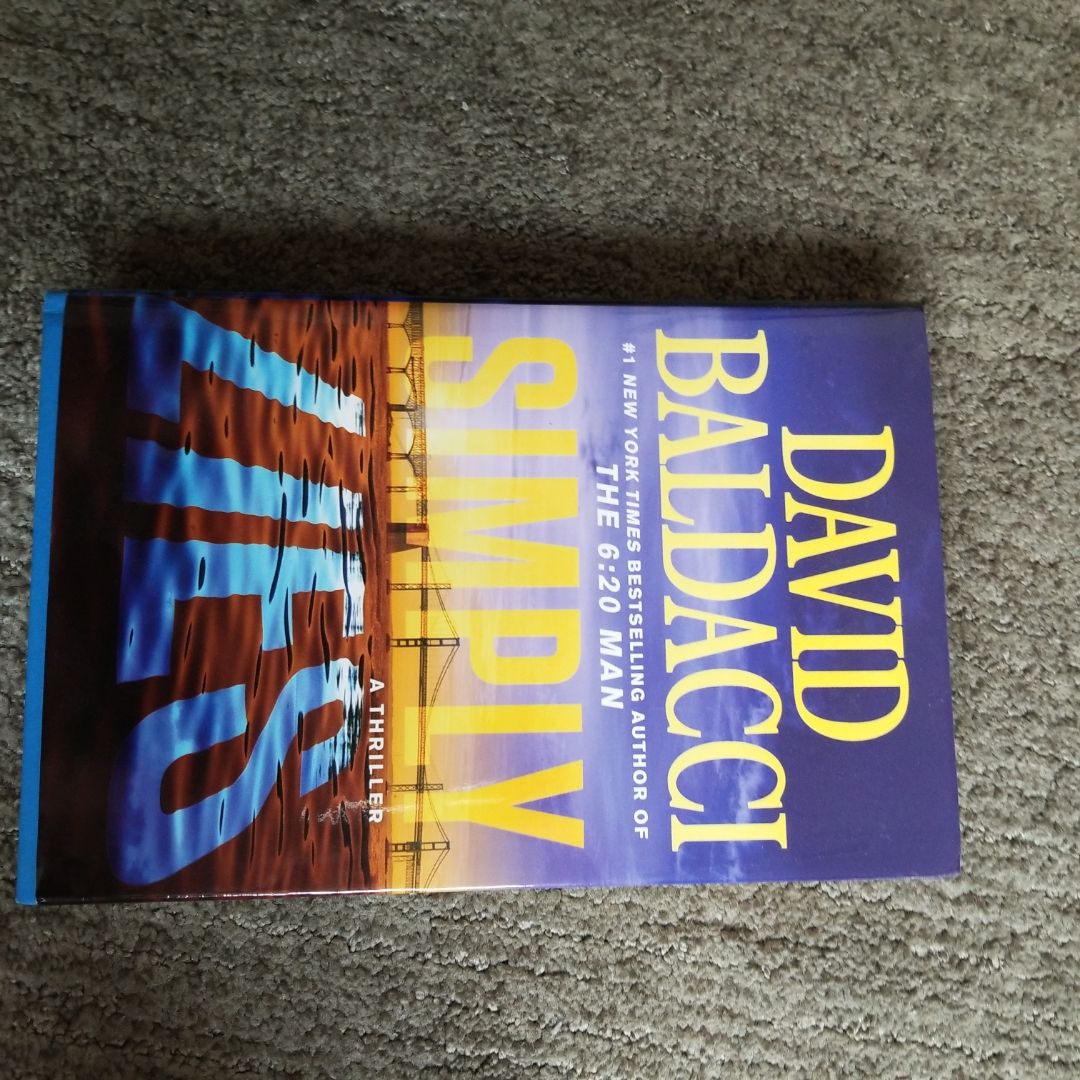 DAVID
BALDACCI
#1 NEW YORK TIMES BESTSELLING AUTHOR OF
THE 6:20 MAN
SIMPLY
A THRILLER
LIES